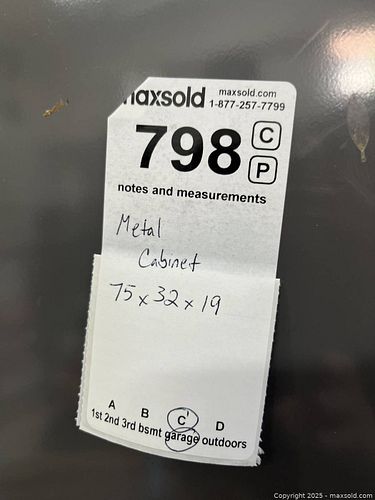 maxsold maxsold.com
1-877-257-7799
798 C
P
notes and measurements
Metal
Cabinet
75 x 32 x 19
A B C D
1st 2nd 3rd bsmt garage outdoors
Copyright 2025 - maxsold.com